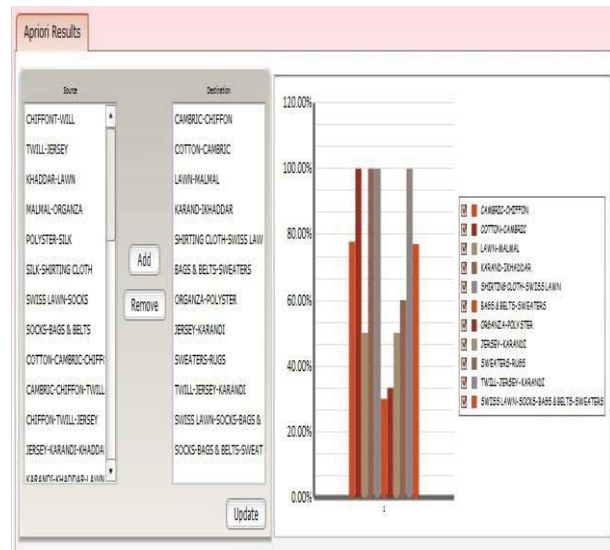 Apriori Results
Source
Destination
CHIFFONT-WILL
TWILL-JERSEY
KHADDAR-LAWN
MALMAL-ORGANZA
POLYSTER-SILK
SILK-SHIRTING CLOTH
SWISS LAWN-SOCKS
SOCKS-BAGS & BELTS
COTTON-CAMBRIC-CHIFF
CAMBRIC-CHIFFON-TWILL
CHIFFON-TWILL-JERSEY
JERSEY-KARANDI-KHADDA
KARANDI-KHADDAR-LAWN
Add
Remove
CAMBRIC-CHIFFON
COTTON-CAMBRIC
LAWN-MALMAL
KARAND-IKHADDAR
SHIRTING CLOTH-SWISS LAW
BAGS & BELTS-SWEATERS
ORGANZA-POLYSTER
JERSEY-KARANDI
SWEATERS-RUGS
TWILL-JERSEY-KARANDI
SWISS LAWN-SOCKS-BAGS &
SOCKS-BAGS & BELTS-SWEAT
Update
120.00%
100.00%
80.00%
60.00%
40.00%
20.00%
0.00%
CAMBRIC-CHIFFON
COTTON-CAMBRIC
LAWN-MALMAL
KARAND-IKHADDAR
SHIRTING CLOTH-SWISS LAWN
BAGS & BELTS-SWEATERS
ORGANZA-POLYSTER
JERSEY-KARANDI
SWEATERS-RUGS
TWILL-JERSEY-KARANDI
SWISS LAWN-SOCKS-BAGS & BELTS-SWEATERS